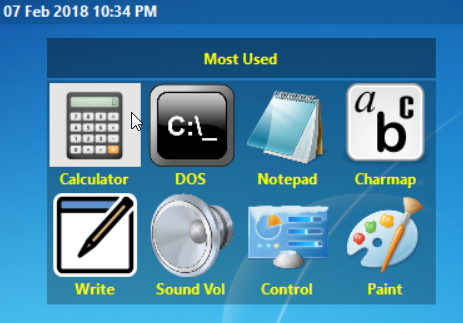 07 Feb 2018 10:34 PM
Most Used
C:\_
a c b
Calculator DOS Notepad Charmap
Write Sound Vol Control Paint